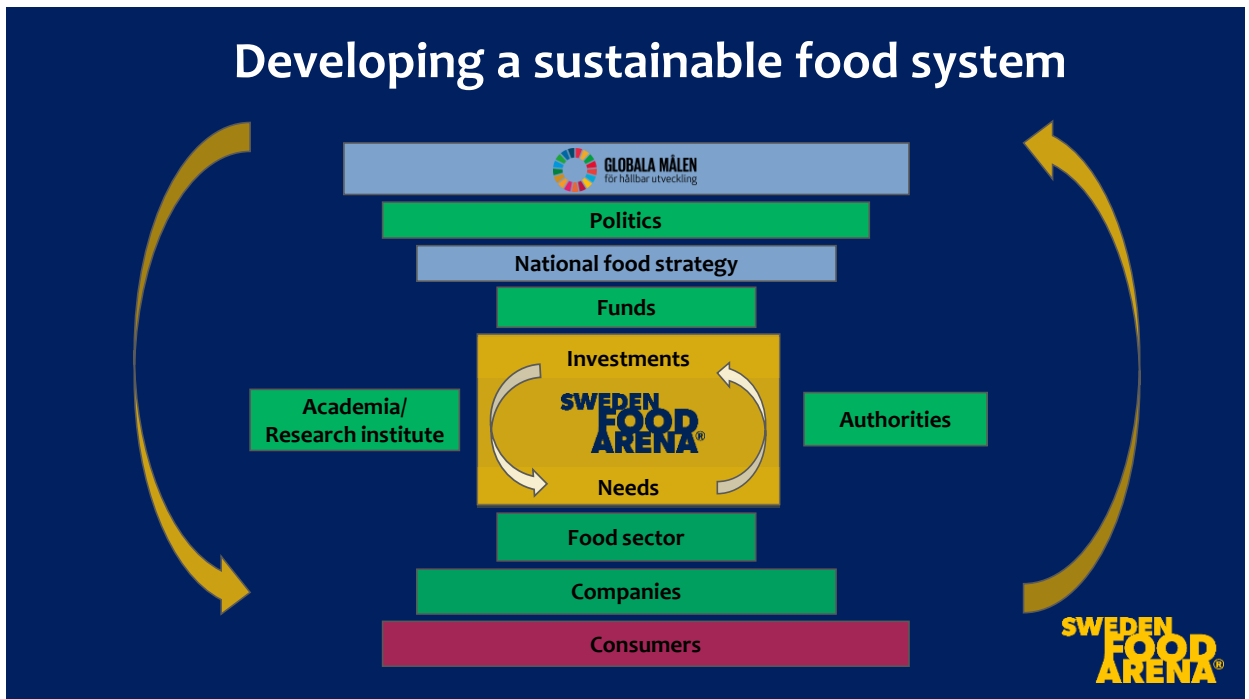 Developing a sustainable food system
GLOBALA MÅLEN
för hållbar utveckling
Politics
National food strategy
Funds
Investments
Academia/
Research institute
SWEDEN
FOOD
ARENA®
Authorities
Needs
Food sector
Companies
Consumers
SWEDEN
FOOD
ARENA®